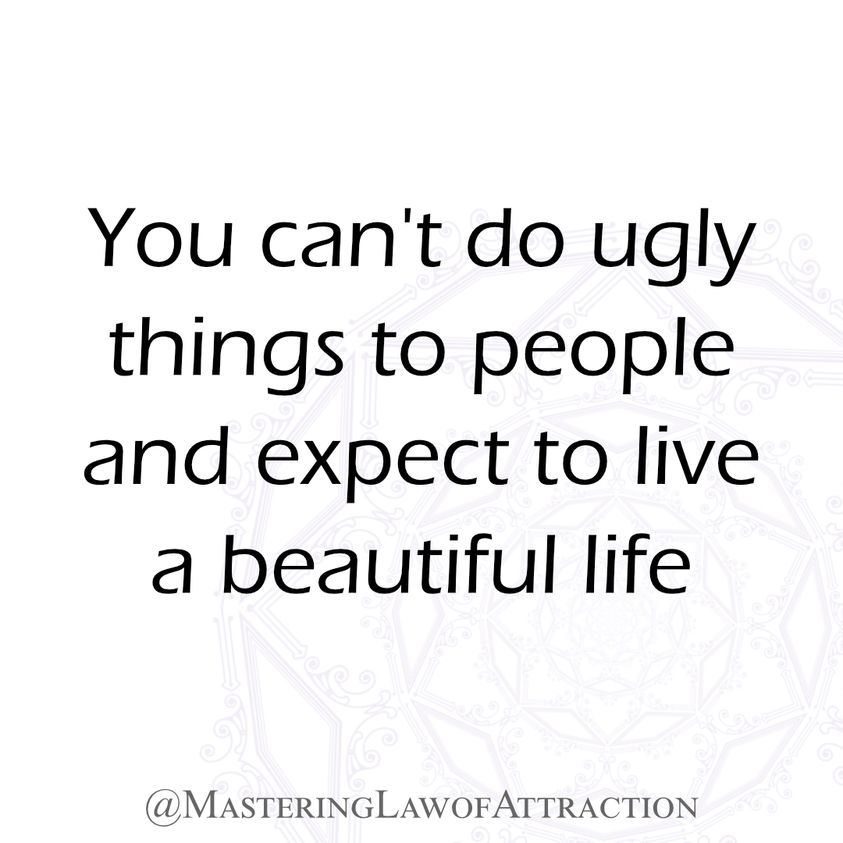 You can't do ugly
things to people
and expect to live
a beautiful life
@MasteringLawofAttraction